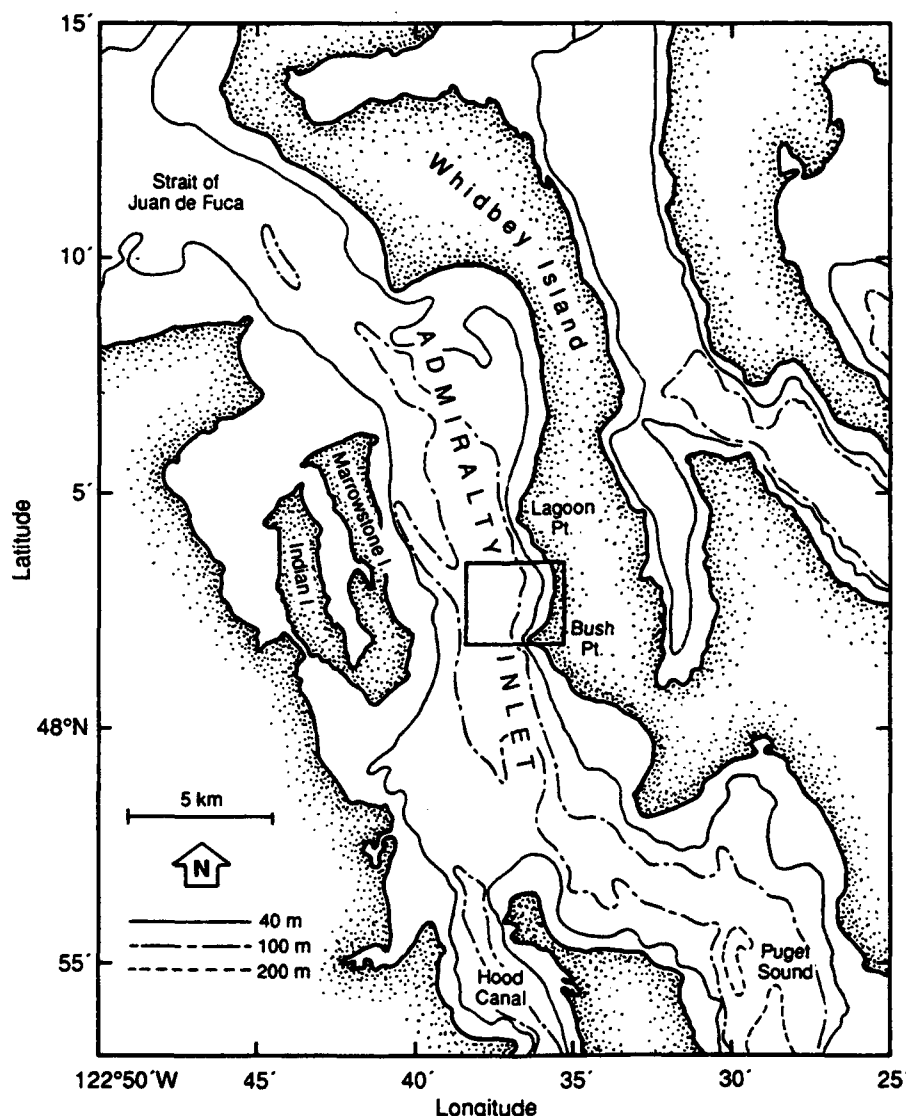 15′
10′
5′
48°N
55′
Latitude
Strait of
Juan de Fuca
Whidbey Island
ADMIRALTY
INLET
Marrowstone I.
Indian I.
Lagoon
Pt.
Bush
Pt.
5 km
N
40 m
100 m
200 m
Hood
Canal
Puget
Sound
122°50′ W
45′
40′
35′
30′
25′
Longitude